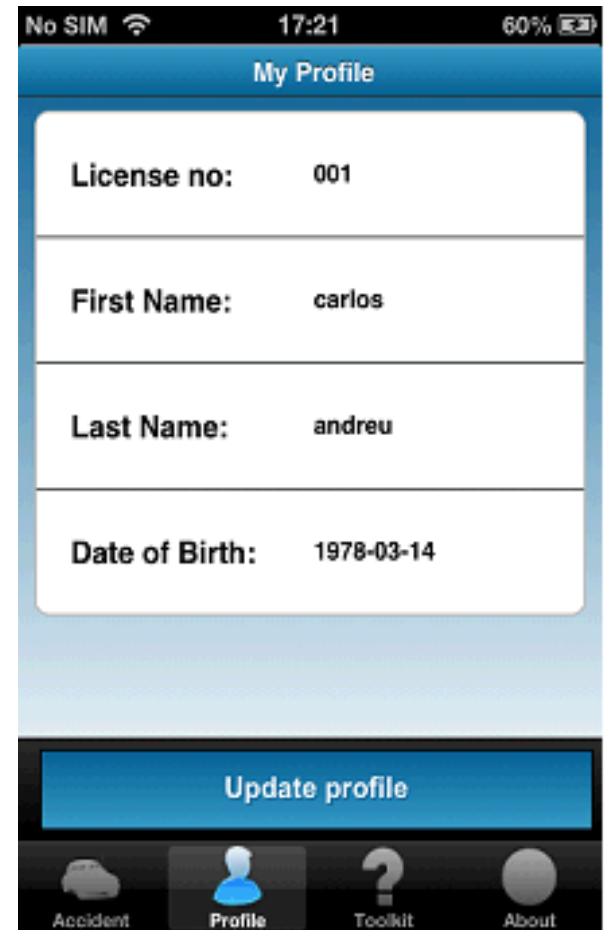 No SIM 17:21 60%
My Profile
License no: 001
First Name: carlos
Last Name: andreu
Date of Birth: 1978-03-14
Update profile
Accident Profile Toolkit About